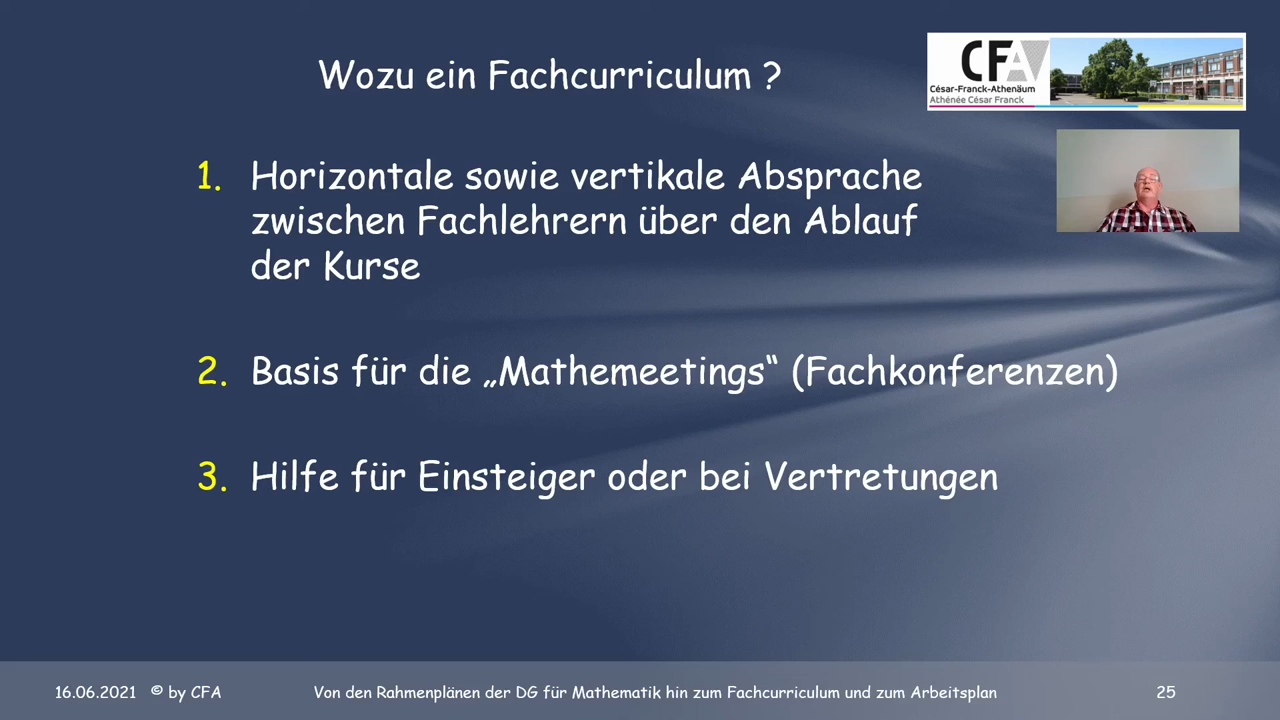 Wozu ein Fachcurriculum ?
CFA
César-Franck-Athenäum
Athénée César Franck
1. Horizontale sowie vertikale Absprache
zwischen Fachlehrern über den Ablauf
der Kurse
2. Basis für die „Mathemeetings“ (Fachkonferenzen)
3. Hilfe für Einsteiger oder bei Vertretungen
16.06.2021 © by CFA Von den Rahmenplänen der DG für Mathematik hin zum Fachcurriculum und zum Arbeitsplan 25